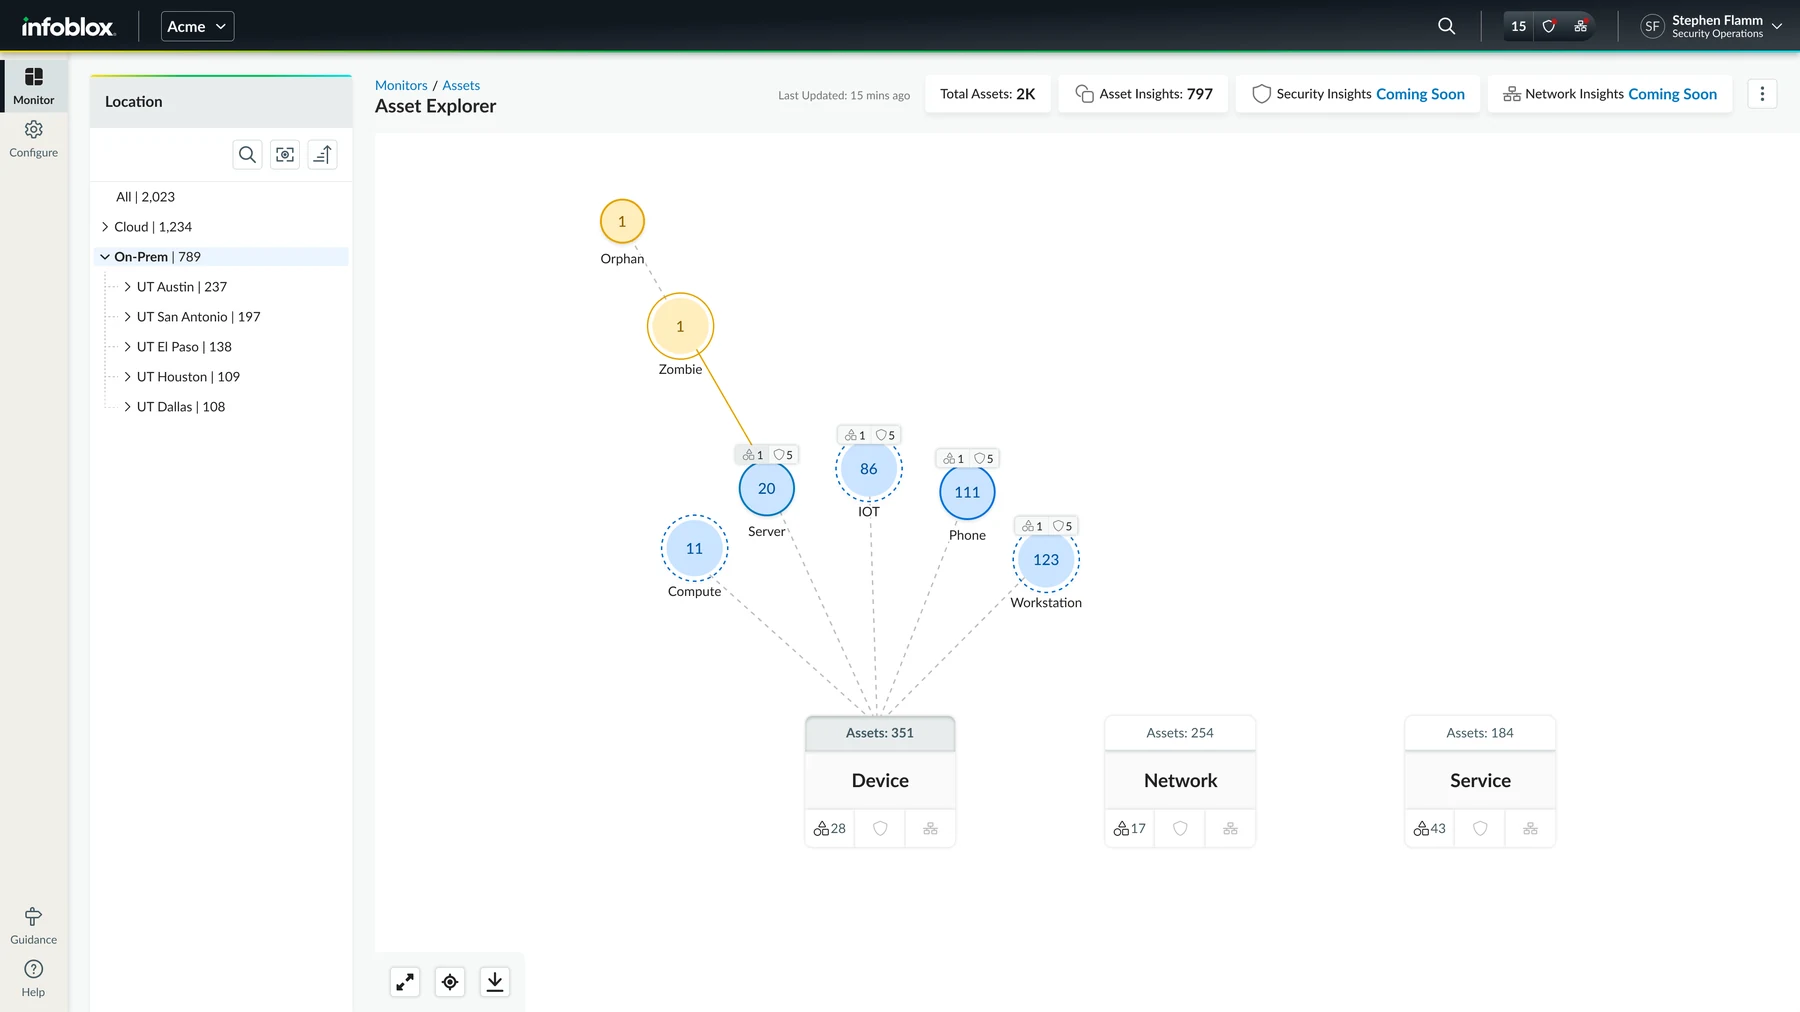 infoblox
Acme
15
SF
Stephen Flamm
Security Operations
Monitor
Configure
Guidance
Help
Location
All | 2,023
Cloud | 1,234
On-Prem | 789
UT Austin | 237
UT San Antonio | 197
UT El Paso | 138
UT Houston | 109
UT Dallas | 108
Monitors / Assets
Asset Explorer
Last Updated: 15 mins ago
Total Assets: 2K
Asset Insights: 797
Security Insights Coming Soon
Network Insights Coming Soon
1
Orphan
1
Zombie
1 5
20
Server
1 5
86
IOT
1 5
111
Phone
1 5
123
Workstation
11
Compute
Assets: 351
Device
28
Assets: 254
Network
17
Assets: 184
Service
43